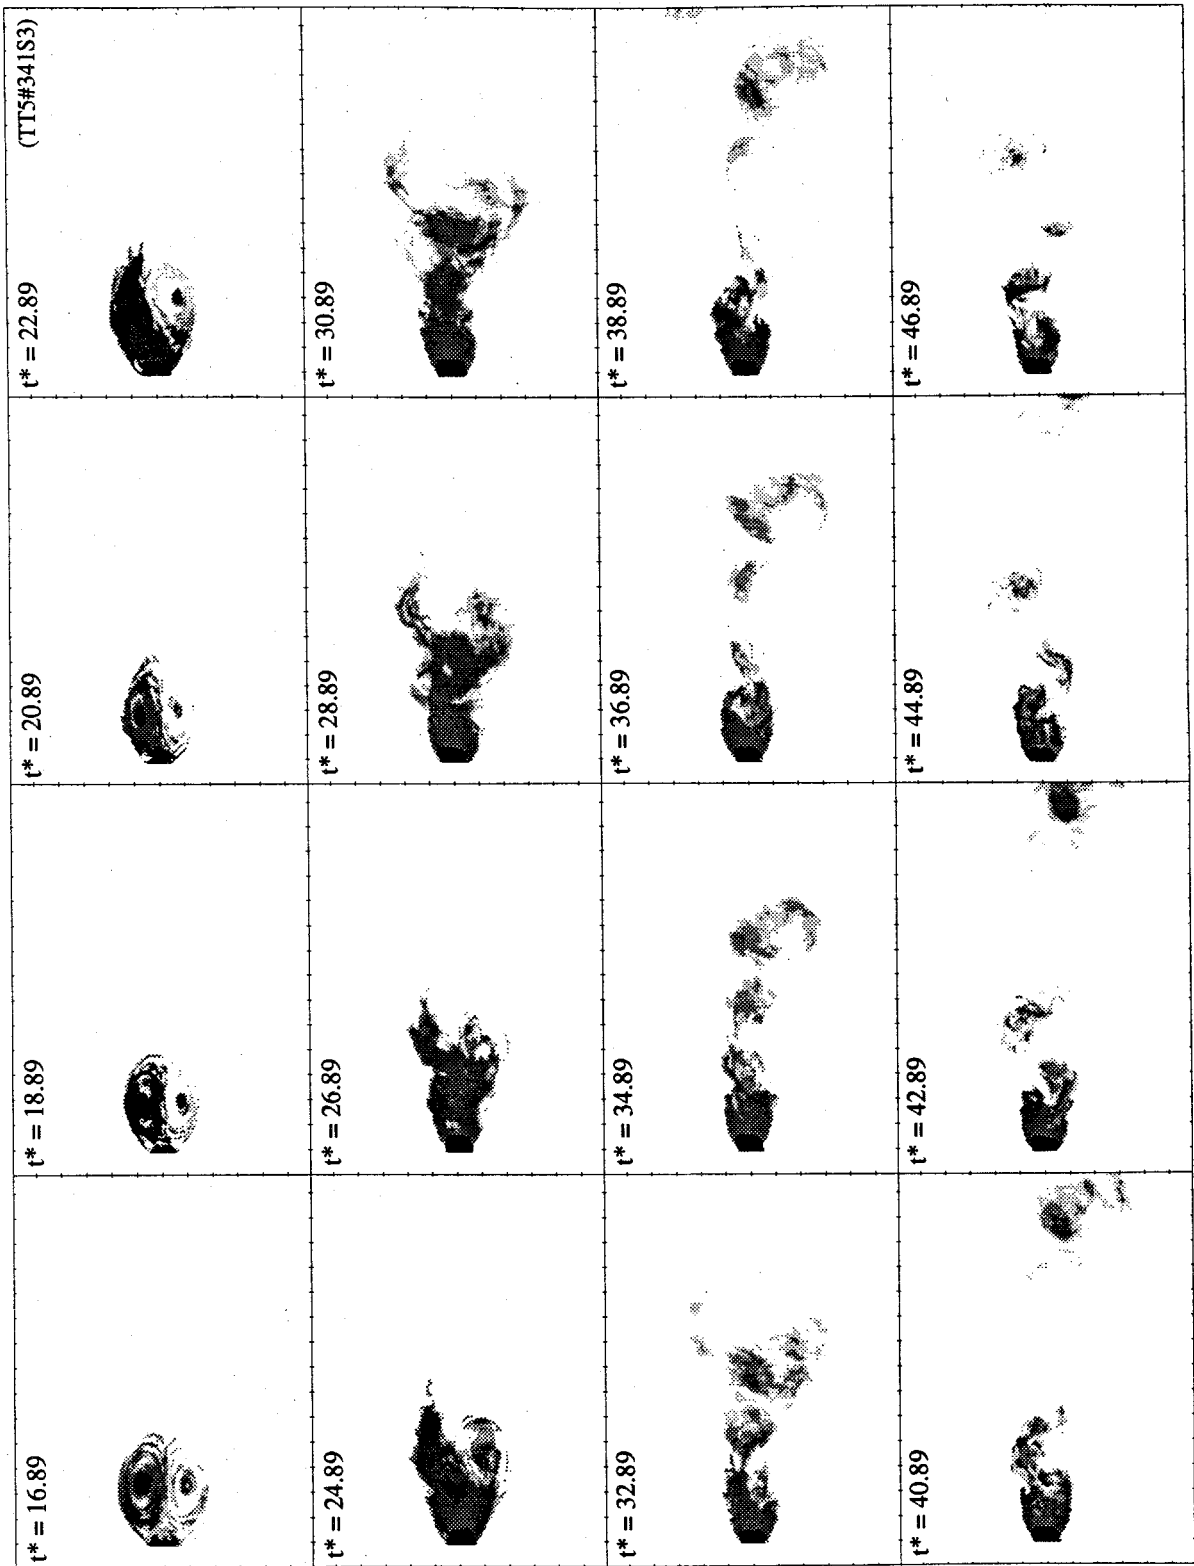 (TT5#341S3)
t* = 16.89
t* = 18.89
t* = 20.89
t* = 22.89
t* = 24.89
t* = 26.89
t* = 28.89
t* = 30.89
t* = 32.89
t* = 34.89
t* = 36.89
t* = 38.89
t* = 40.89
t* = 42.89
t* = 44.89
t* = 46.89